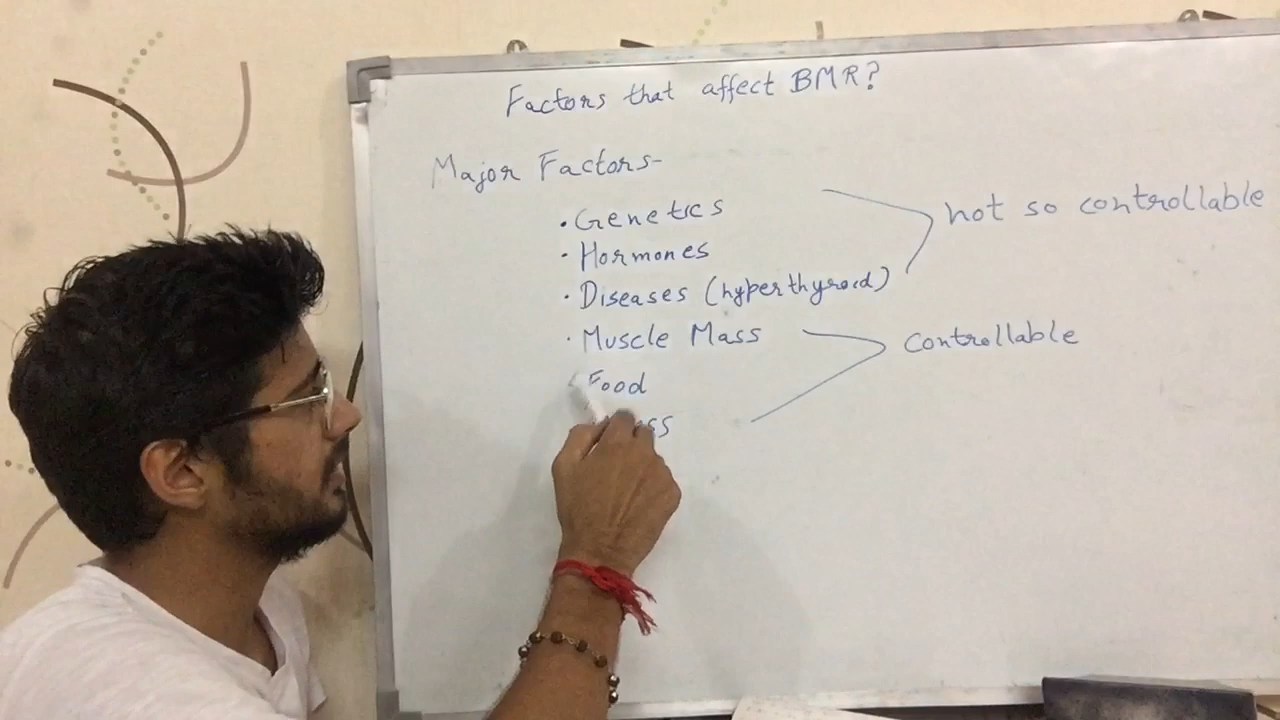 Factors that affect BMR?
Major Factors-
• Genetics
• Hormones
• Diseases (hyperthyroid)
not so controllable
• Muscle Mass
Food
controllable